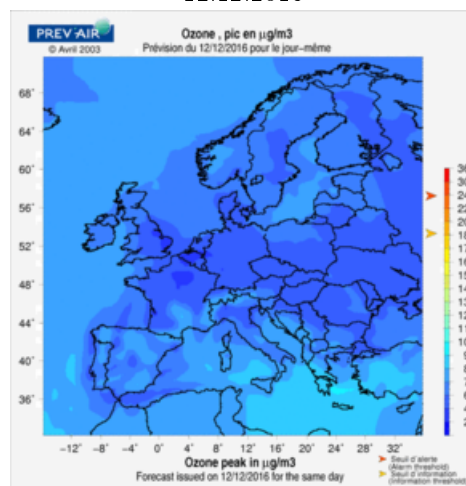 PREV'AIR
© Avril 2003
Ozone , pic en µg/m3
Prévision du 12/12/2016 pour le jour−même
68˚
64˚
60˚
56˚
52˚
48˚
44˚
40˚
36˚
−12˚ −8˚ −4˚ 0˚ 4˚ 8˚ 12˚ 16˚ 20˚ 24˚ 28˚ 32˚
Ozone peak in µg/m3
Forecast issued on 12/12/2016 for the same day
Seuil d'alerte
(Alarm threshold)
Seuil d'information
(Information threshold)